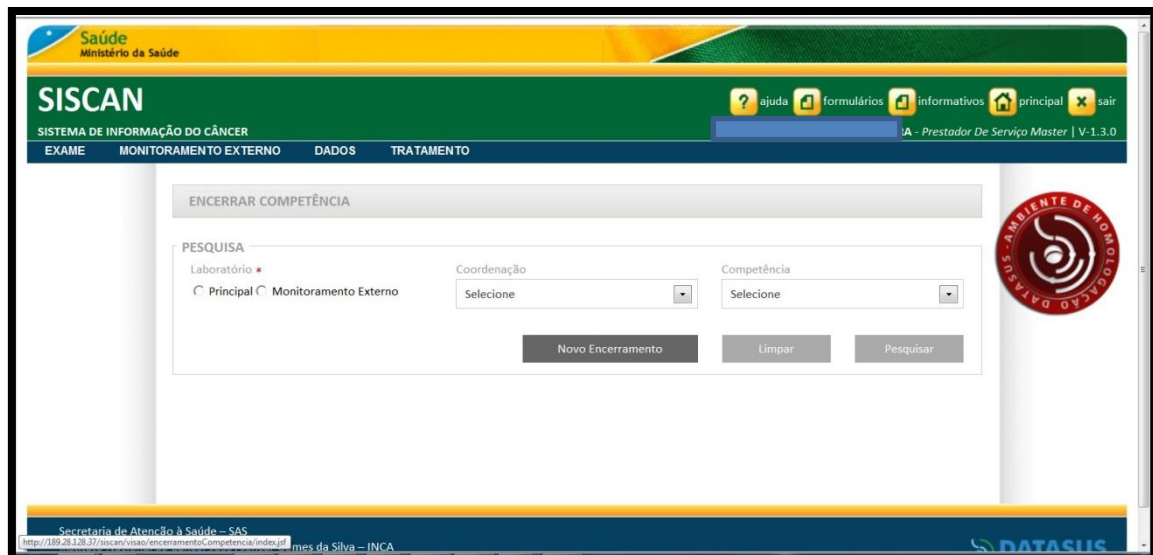 Saúde
Ministério da Saúde
SISCAN
? ajuda formulários informativos principal sair
SISTEMA DE INFORMAÇÃO DO CÂNCER
RA - Prestador De Serviço Master | V-1.3.0
EXAME MONITORAMENTO EXTERNO DADOS TRATAMENTO
ENCERRAR COMPETÊNCIA
AMBIENTE DE HOMOLOGAÇÃO DATASUS
PESQUISA
Laboratório * Coordenação Competência
Principal Monitoramento Externo Selecione Selecione
Novo Encerramento Limpar Pesquisar
Secretaria de Atenção à Saúde – SAS
http://189.28.128.37/siscan/visao/encerramentoCompetencia/index.jsf mes da Silva – INCA
DATASUS